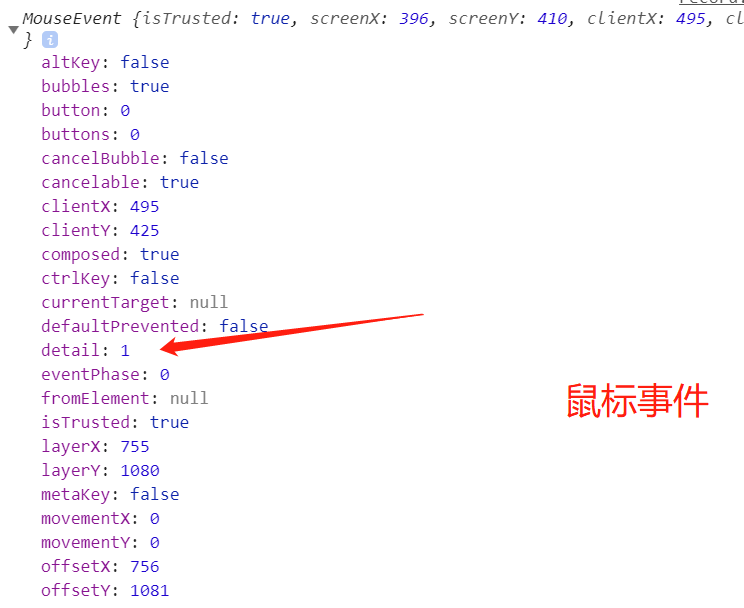 MouseEvent {isTrusted: true, screenX: 396, screenY: 410, clientX: 495, cl
} i
altKey: false
bubbles: true
button: 0
buttons: 0
cancelBubble: false
cancelable: true
clientX: 495
clientY: 425
composed: true
ctrlKey: false
currentTarget: null
defaultPrevented: false
detail: 1
eventPhase: 0
fromElement: null
鼠标事件
isTrusted: true
layerX: 755
layerY: 1080
metaKey: false
movementX: 0
movementY: 0
offsetX: 756
offsetY: 1081